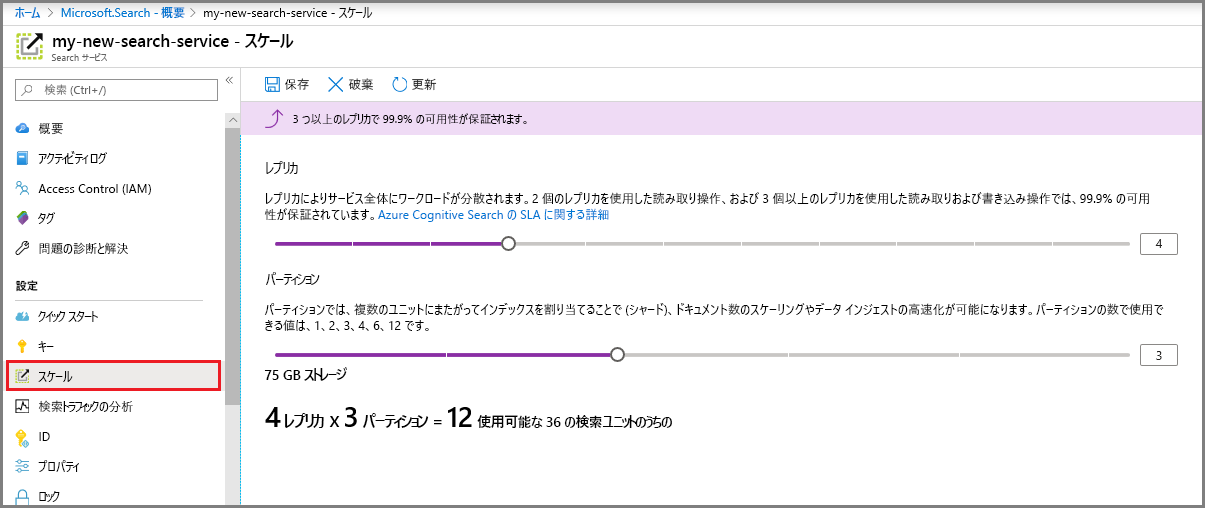 ホーム > Microsoft.Search - 概要 > my-new-search-service - スケール
my-new-search-service - スケール
Search サービス
検索 (Ctrl+/)
«
概要
アクティビティ ログ
Access Control (IAM)
タグ
問題の診断と解決
設定
クイック スタート
キー
スケール
検索トラフィックの分析
ID
プロパティ
ロック
保存 破棄 更新
3 つ以上のレプリカで 99.9% の可用性が保証されます。
レプリカ
レプリカによりサービス全体にワークロードが分散されます。2 個のレプリカを使用した読み取り操作、および 3 個以上のレプリカを使用した読み取りおよび書き込み操作では、99.9% の可用
性が保証されています。Azure Cognitive Search の SLA に関する詳細
4
パーティション
パーティションでは、複数のユニットにまたがってインデックスを割り当てることで (シャード)、ドキュメント数のスケーリングやデータ インジェストの高速化が可能になります。パーティションの数で使用で
きる値は、1、2、3、4、6、12 です。
3
75 GB ストレージ
4 レプリカ x 3 パーティション = 12 使用可能な 36 の検索ユニットのうちの